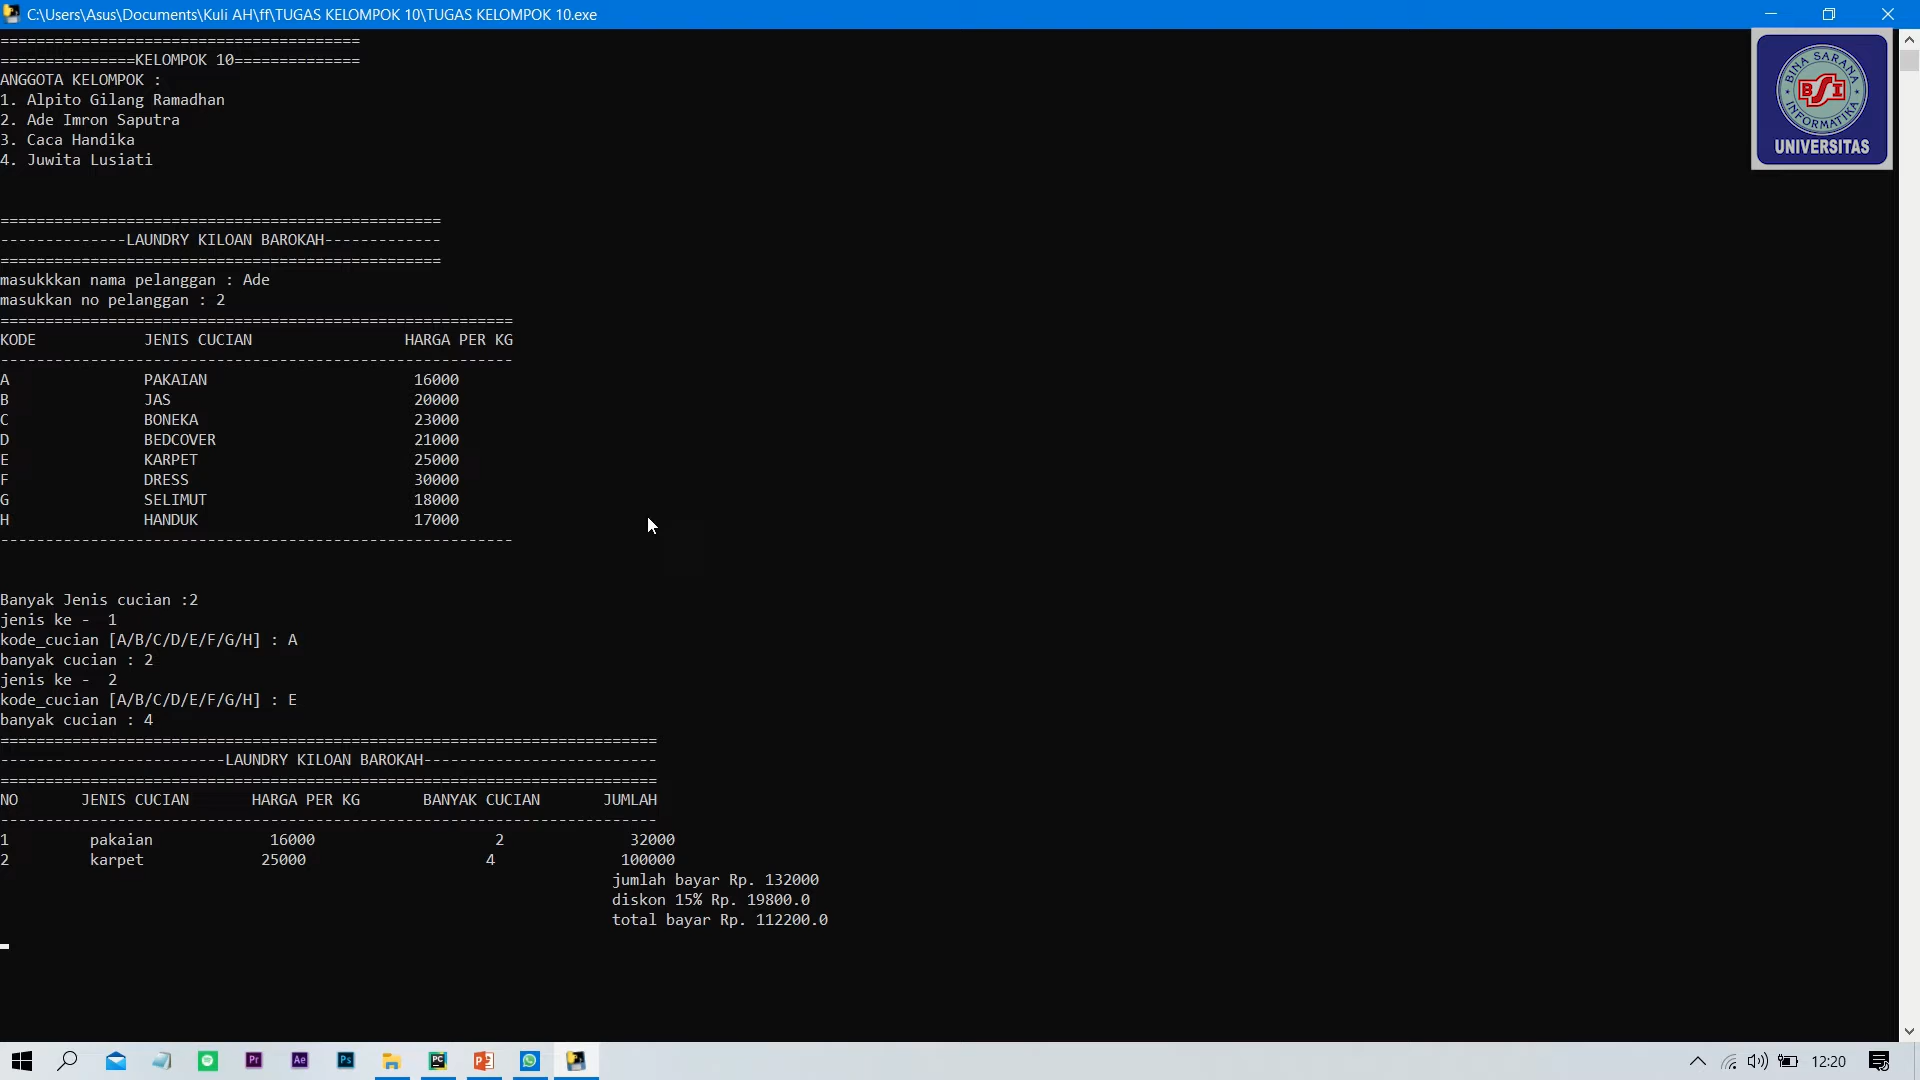 C:\Users\Asus\Documents\Kuli AH\ff\TUGAS KELOMPOK 10\TUGAS KELOMPOK 10.exe
========================================
===============KELOMPOK 10==============
ANGGOTA KELOMPOK :
1. Alpito Gilang Ramadhan
2. Ade Imron Saputra
3. Caca Handika
4. Juwita Lusiati
BINA SARANA
BSI
INFORMATIKA
UNIVERSITAS
=================================================
--------------LAUNDRY KILOAN BAROKAH-------------
=================================================
masukkkan nama pelanggan : Ade
masukkan no pelanggan : 2
=========================================================
KODE JENIS CUCIAN HARGA PER KG
---------------------------------------------------------
A PAKAIAN 16000
B JAS 20000
C BONEKA 23000
D BEDCOVER 21000
E KARPET 25000
F DRESS 30000
G SELIMUT 18000
H HANDUK 17000
---------------------------------------------------------
Banyak Jenis cucian :2
jenis ke -  1
kode_cucian [A/B/C/D/E/F/G/H] : A
banyak cucian : 2
jenis ke -  2
kode_cucian [A/B/C/D/E/F/G/H] : E
banyak cucian : 4
=========================================================================
-------------------------LAUNDRY KILOAN BAROKAH--------------------------
=========================================================================
NO JENIS CUCIAN HARGA PER KG BANYAK CUCIAN JUMLAH
-------------------------------------------------------------------------
1 pakaian 16000 2 32000
2 karpet 25000 4 100000
jumlah bayar Rp. 132000
diskon 15% Rp. 19800.0
total bayar Rp. 112200.0
Pr Ae Ps PC P 12:20